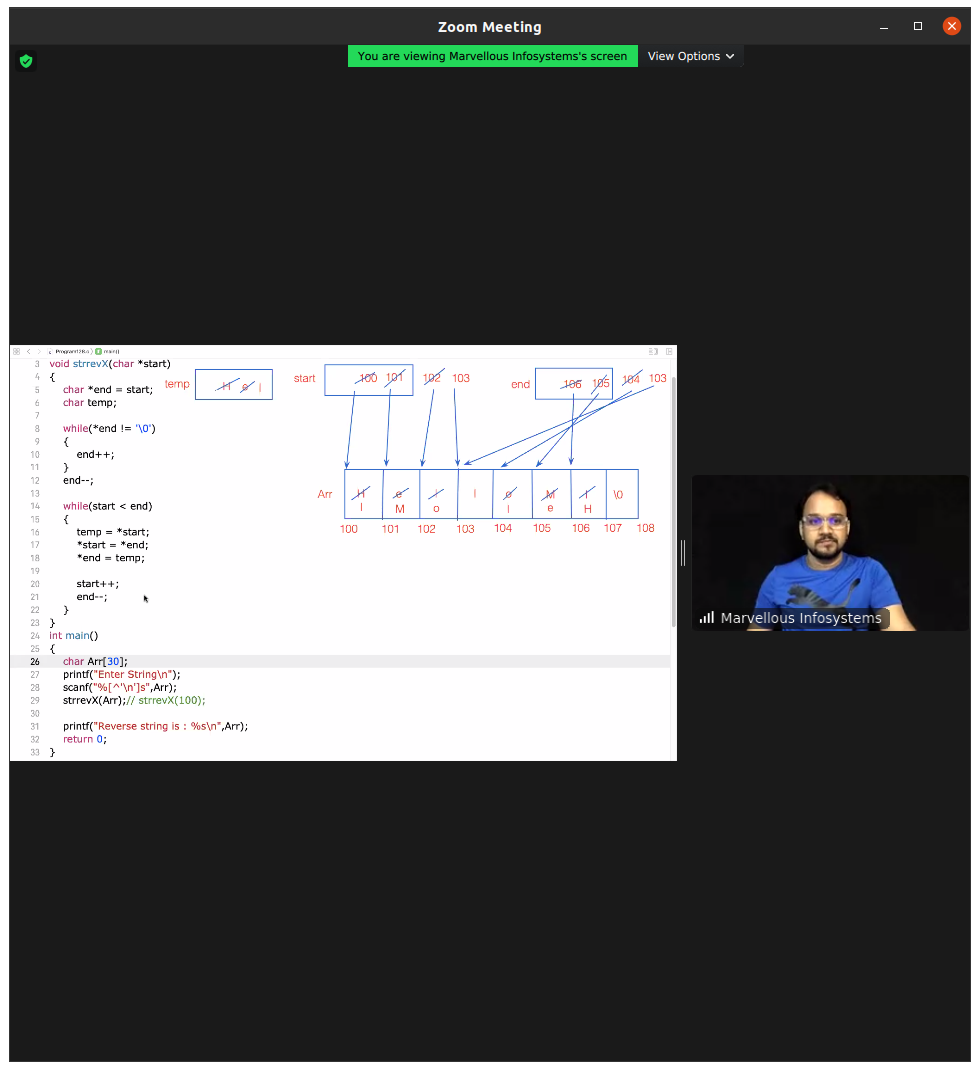 Zoom Meeting
You are viewing Marvellous Infosystems's screen View Options
Program128.c main()
3 void strrevX(char *start)
4 {
5 char *end = start;
6 char temp;
7
8 while(*end != '\0')
9 {
10 end++;
11 }
12 end--;
13
14 while(start < end)
15 {
16 temp = *start;
17 *start = *end;
18 *end = temp;
19
20 start++;
21 end--;
22 }
23 }
24 int main()
25 {
26 char Arr[30];
27 printf("Enter String\n");
28 scanf("%[^'\n']s",Arr);
29 strrevX(Arr);// strrevX(100);
30
31 printf("Reverse string is : %s\n",Arr);
32 return 0;
33 }
temp H e l
start 100 101 102 103
end 106 105 104 103
Arr H e l l o M I \0
I M o l e H
100 101 102 103 104 105 106 107 108
Marvellous Infosystems